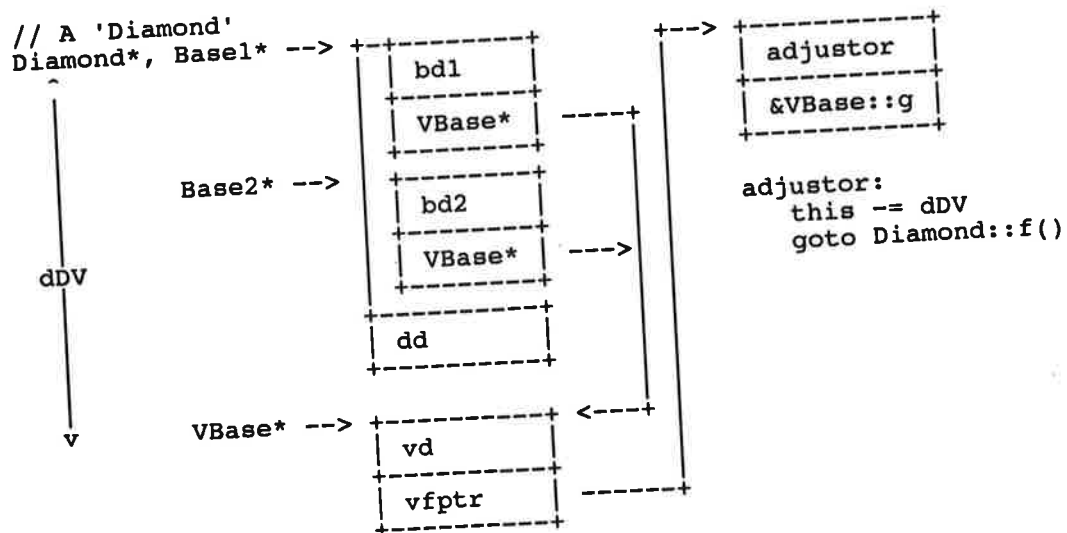 // A 'Diamond'
Diamond*, Base1* -->
bd1
VBase*
Base2* -->
bd2
VBase*
dDV
dd
VBase* -->
vd
vfptr
v
adjustor
&VBase::g
adjustor:
this -= dDV
goto Diamond::f()